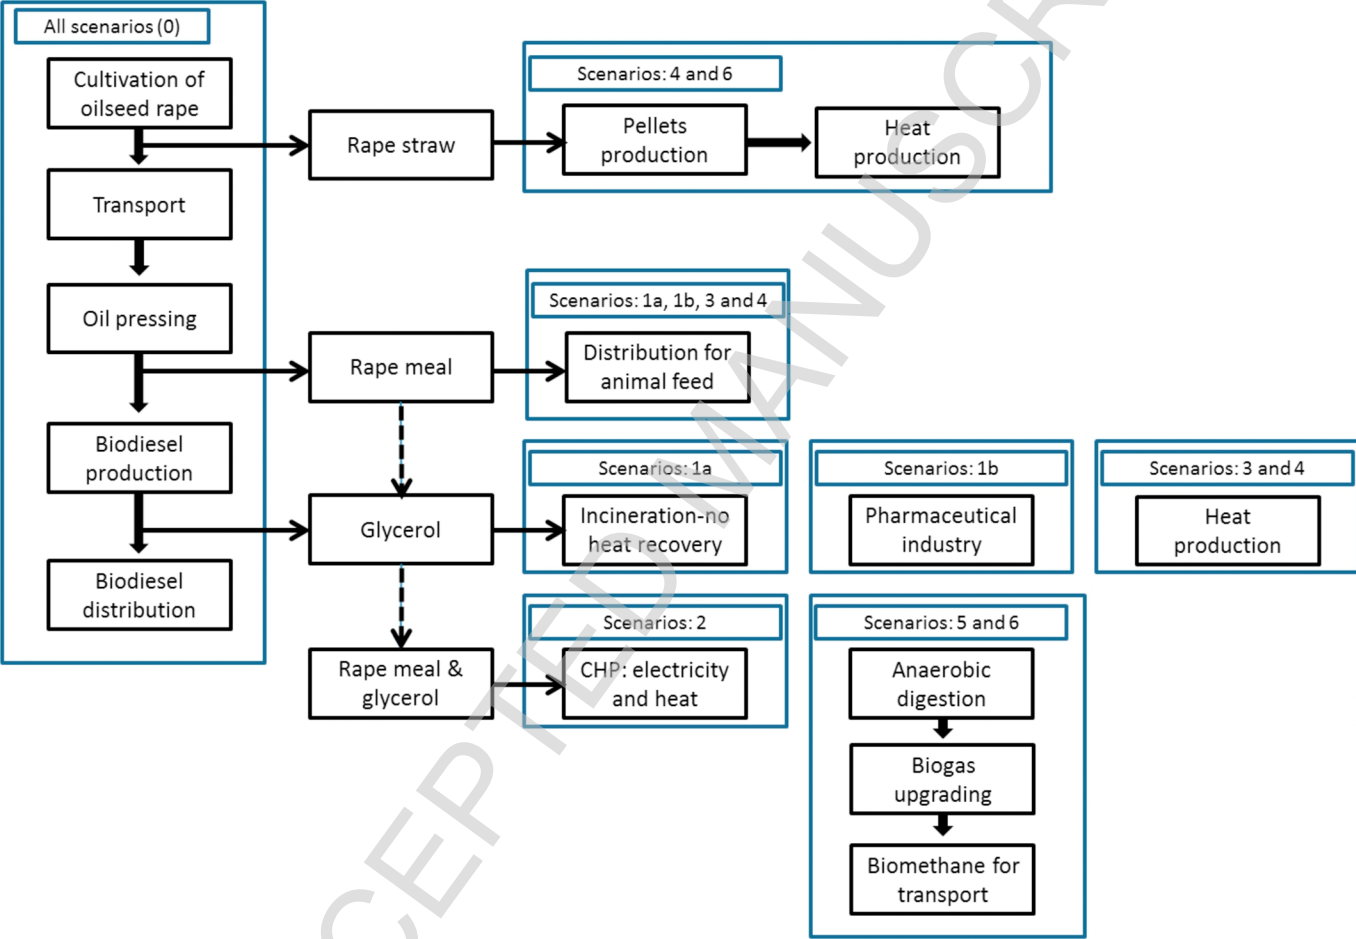 All scenarios (0)
Cultivation of
oilseed rape
Transport
Oil pressing
Biodiesel
production
Biodiesel
distribution
Rape straw
Scenarios: 4 and 6
Pellets
production
Heat
production
Rape meal
Scenarios: 1a, 1b, 3 and 4
Distribution for
animal feed
Glycerol
Scenarios: 1a
Incineration-no
heat recovery
Scenarios: 1b
Pharmaceutical
industry
Scenarios: 3 and 4
Heat
production
Rape meal &
glycerol
Scenarios: 2
CHP: electricity
and heat
Scenarios: 5 and 6
Anaerobic
digestion
Biogas
upgrading
Biomethane for
transport
CEPTED MANUSCR